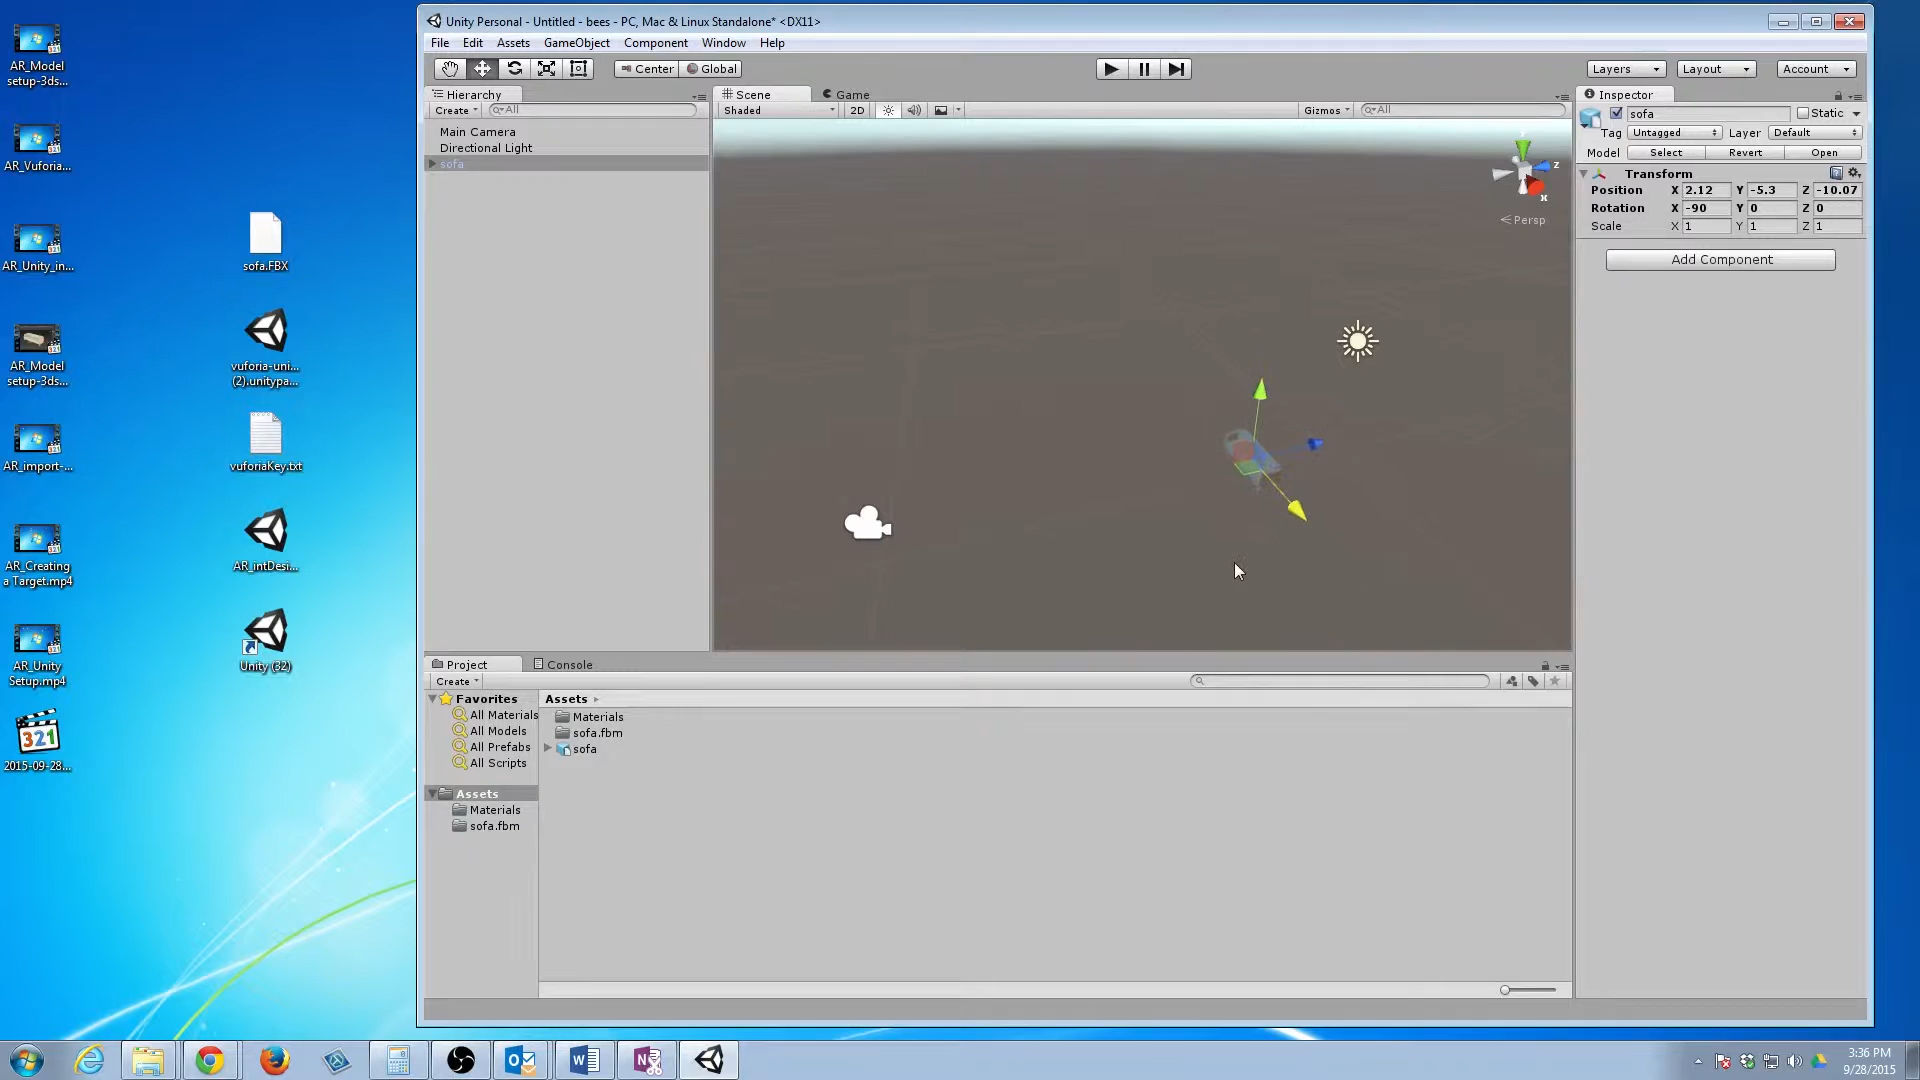 AR_Model
setup-3ds...
AR_Vuforia...
AR_Unity_in...
AR_Model
setup-3ds...
AR_import-...
AR_Creating
a Target.mp4
AR_Unity
Setup.mp4
321
2015-09-28...
sofa.FBX
vuforia-uni...
(2).unitypa...
vuforiaKey.txt
AR_intDesi...
Unity (32)
Unity Personal - Untitled - bees - PC, Mac & Linux Standalone* <DX11>
File Edit Assets GameObject Component Window Help
Center Global
Layers Layout Account
Hierarchy
Create All
Main Camera
Directional Light
sofa
Scene Game
Shaded 2D Gizmos All
y
z
x
Persp
Inspector
sofa Static
Tag Untagged Layer Default
Model Select Revert Open
Transform
Position X 2.12 Y -5.3 Z -10.07
Rotation X -90 Y 0 Z 0
Scale X 1 Y 1 Z 1
Add Component
Project Console
Create
Favorites
All Materials
All Models
All Prefabs
All Scripts
Assets
Materials
sofa.fbm
Assets
Materials
sofa.fbm
sofa
3:36 PM
9/28/2015